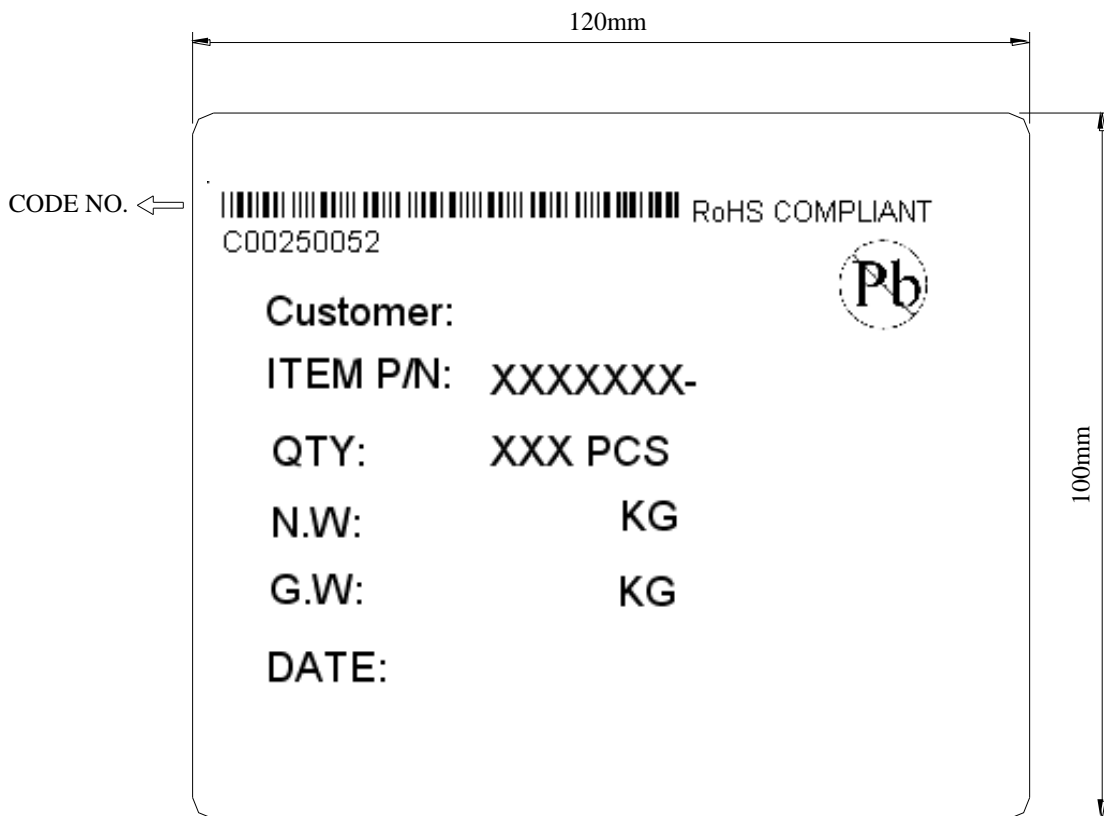 120mm
CODE NO.
RoHS COMPLIANT
C00250052
Pb
Customer:
ITEM P/N: XXXXXXX-
QTY: XXX PCS
N.W: KG
G.W: KG
DATE:
100mm